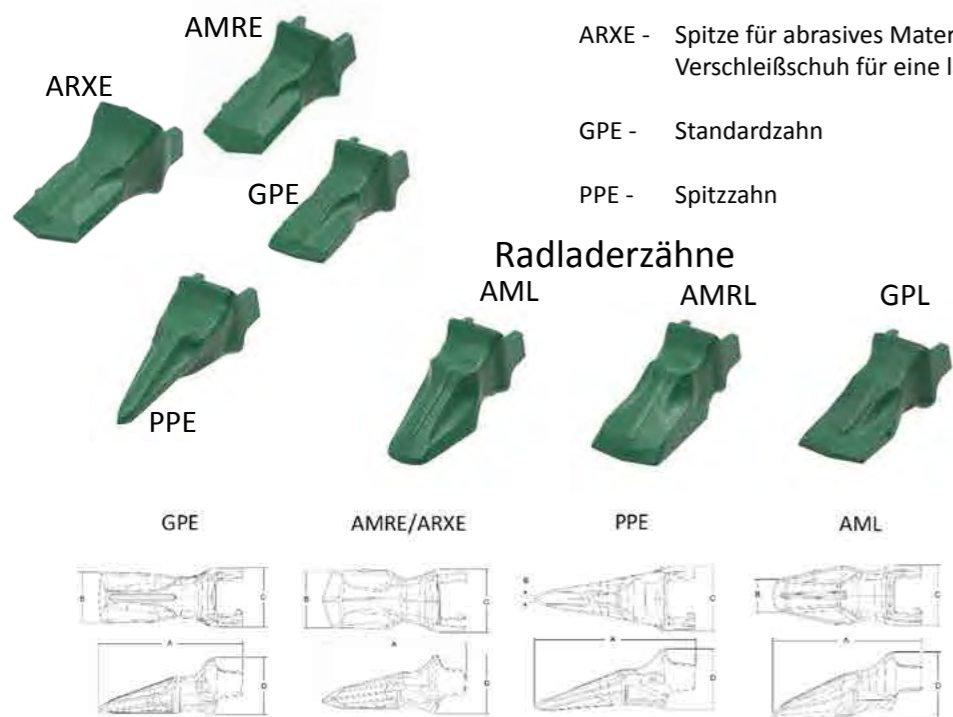 AMRE
ARXE
GPE
PPE
ARXE - Spitze für abrasives
Verschleißschuh für eine
GPE - Standardzahn
PPE - Spitzzahn
Radladerzähne
AML AMRL GPL
GPE AMRE/ARXE PPE AML
B C B C B C B C
A A A A
D D D D